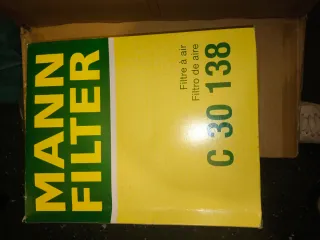 MANN
FILTER
Filtre à air
Filtro de aire
C 30 138